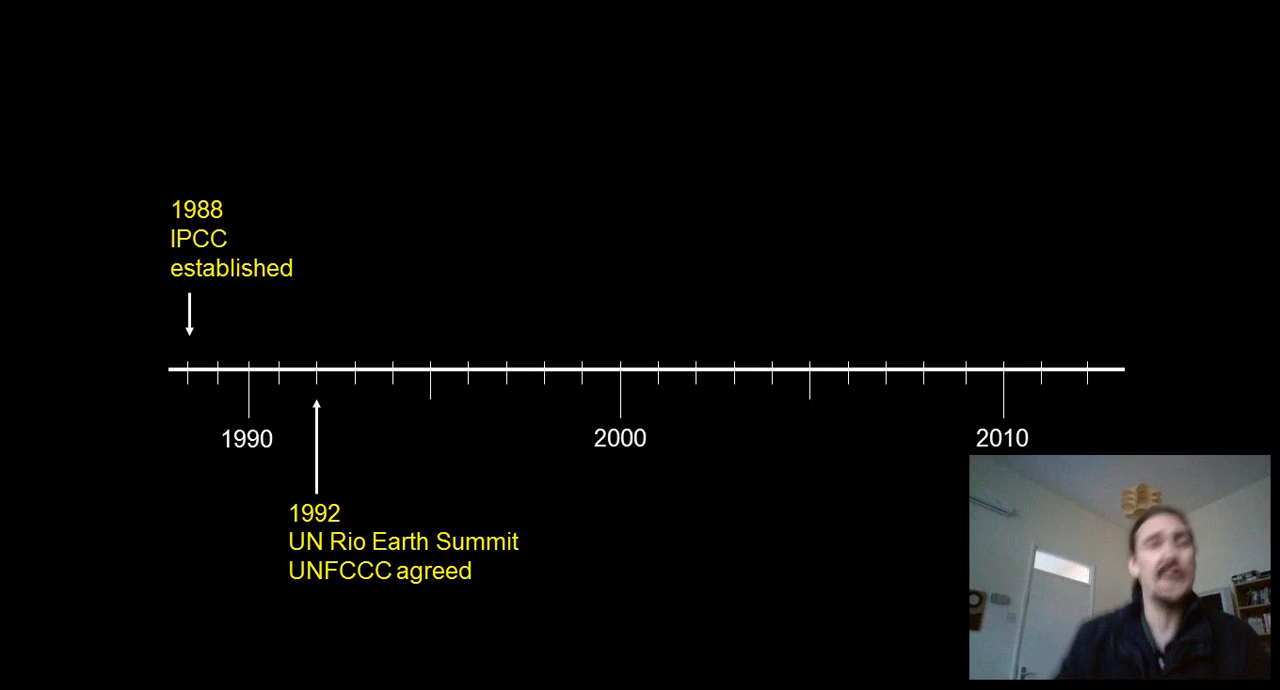 1988
IPCC
established
1990
2000
2010
1992
UN Rio Earth Summit
UNFCCC agreed